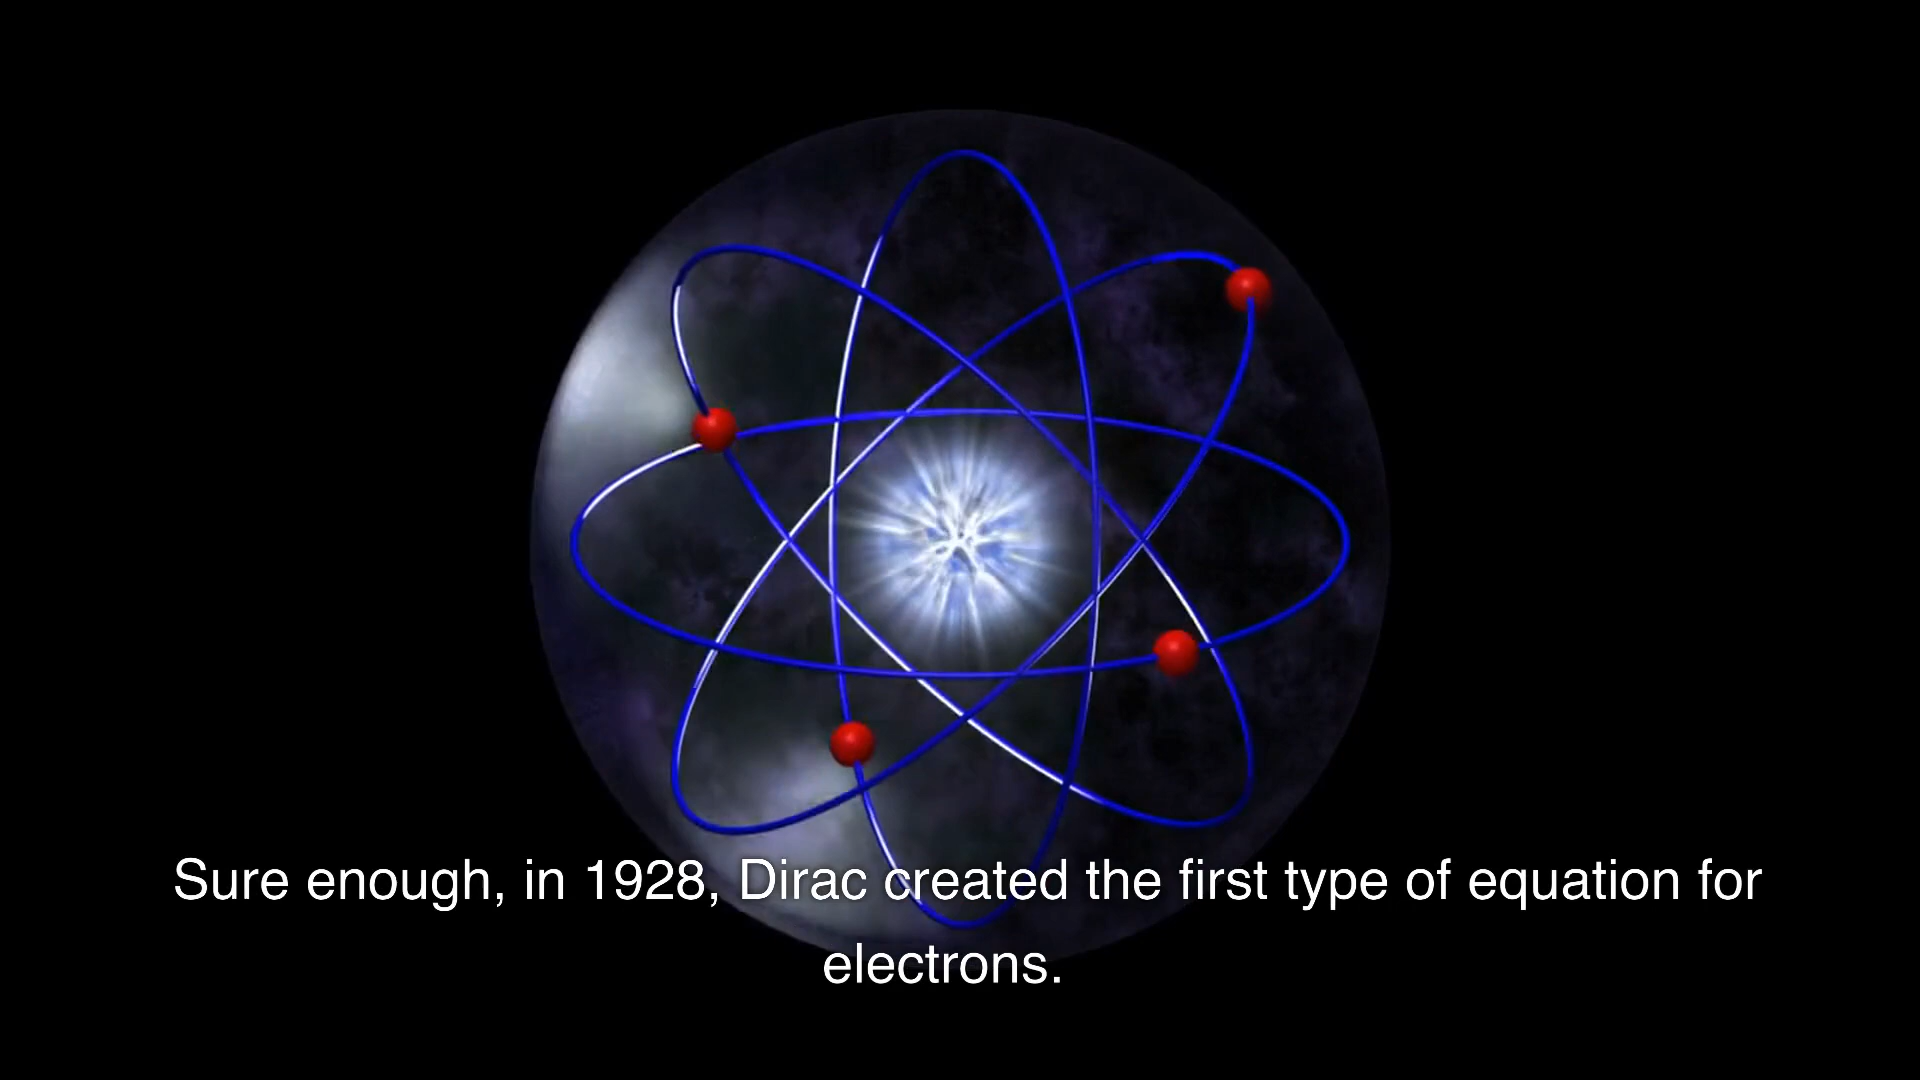 Sure enough, in 1928, Dirac created the first type of equation for
electrons.